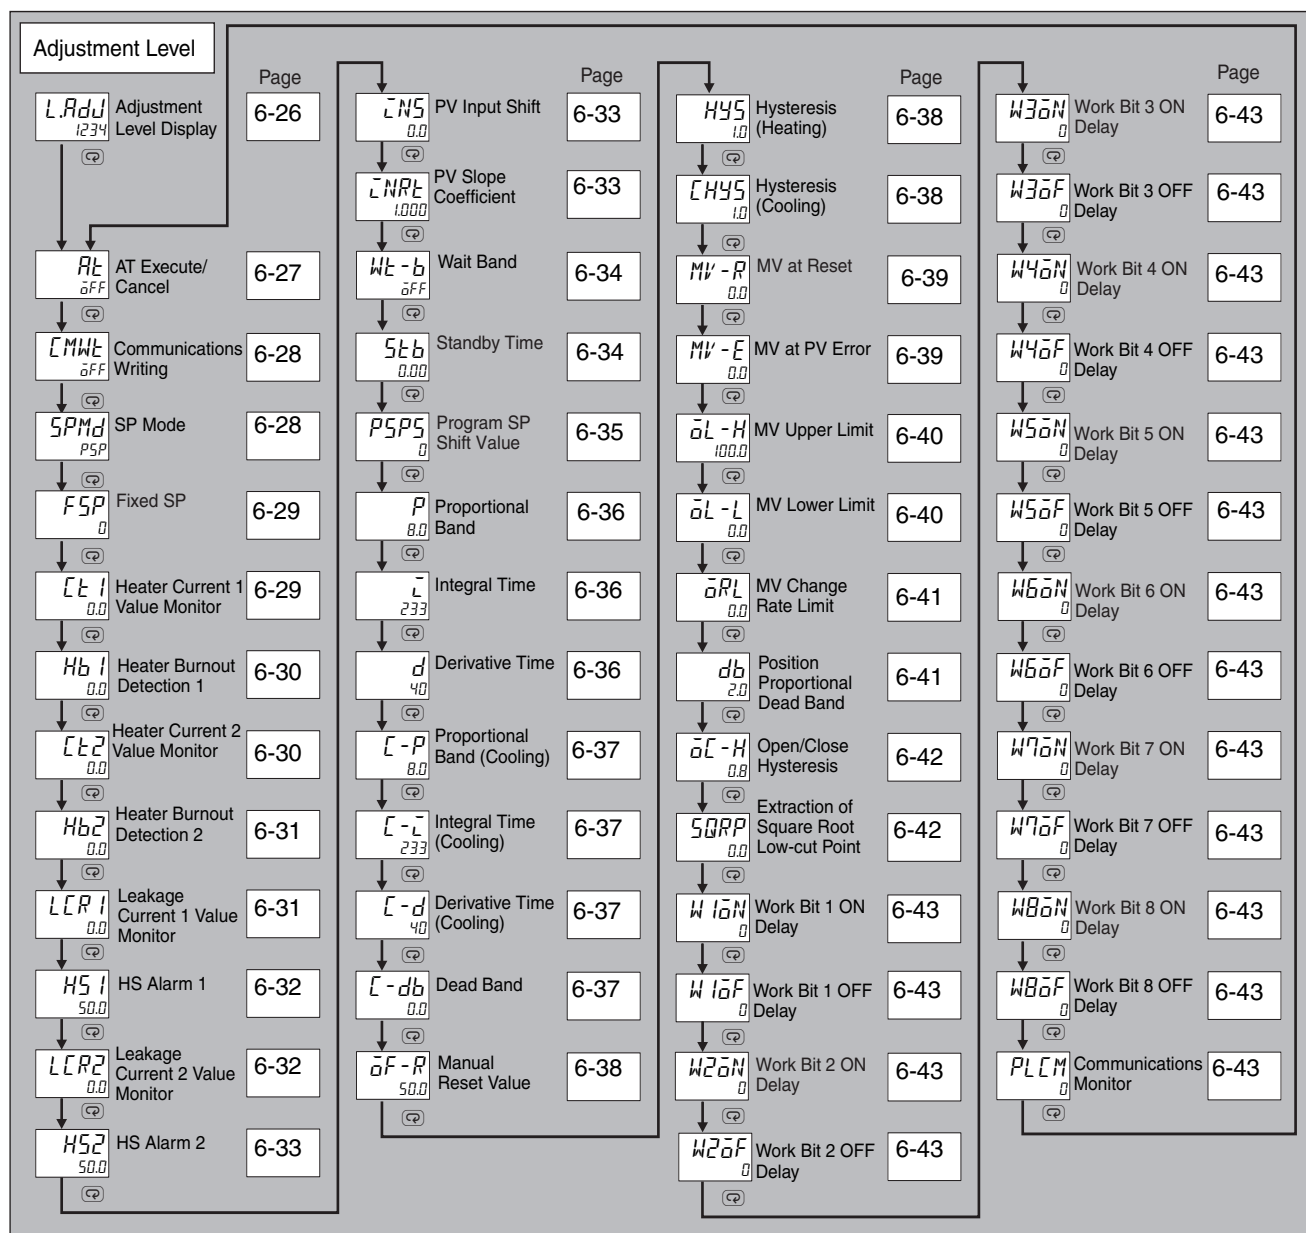 Adjustment Level
Page
L.AdJ
1234
Adjustment
Level Display
6-26
At
oFF
AT Execute/
Cancel
6-27
CMWt
oFF
Communications
Writing
6-28
SPMd
PSP
SP Mode
6-28
FSP
0
Fixed SP
6-29
Ct1
0.0
Heater Current 1
Value Monitor
6-29
Hb1
0.0
Heater Burnout
Detection 1
6-30
Ct2
0.0
Heater Current 2
Value Monitor
6-30
Hb2
0.0
Heater Burnout
Detection 2
6-31
LCR1
0.0
Leakage
Current 1 Value
Monitor
6-31
HS1
50.0
HS Alarm 1
6-32
LCR2
0.0
Leakage
Current 2 Value
Monitor
6-32
HS2
50.0
HS Alarm 2
6-33
Page
iNS
0.0
PV Input Shift
6-33
iNRt
1.000
PV Slope
Coefficient
6-33
Wt-b
oFF
Wait Band
6-34
Stb
0.00
Standby Time
6-34
PSPS
0
Program SP
Shift Value
6-35
P
8.0
Proportional
Band
6-36
i
233
Integral Time
6-36
d
40
Derivative Time
6-36
C-P
8.0
Proportional
Band (Cooling)
6-37
C-i
233
Integral Time
(Cooling)
6-37
C-d
40
Derivative Time
(Cooling)
6-37
C-db
0.0
Dead Band
6-37
oF-R
50.0
Manual
Reset Value
6-38
Page
HYS
1.0
Hysteresis
(Heating)
6-38
CHYS
1.0
Hysteresis
(Cooling)
6-38
MV-R
0.0
MV at Reset
6-39
MV-E
0.0
MV at PV Error
6-39
oL-H
100.0
MV Upper Limit
6-40
oL-L
0.0
MV Lower Limit
6-40
oRL
0.0
MV Change
Rate Limit
6-41
db
2.0
Position
Proportional
Dead Band
6-41
oC-H
0.8
Open/Close
Hysteresis
6-42
SQRP
0.0
Extraction of
Square Root
Low-cut Point
6-42
W1oN
0
Work Bit 1 ON
Delay
6-43
W1oF
0
Work Bit 1 OFF
Delay
6-43
W2oN
0
Work Bit 2 ON
Delay
6-43
W2oF
0
Work Bit 2 OFF
Delay
6-43
Page
W3oN
0
Work Bit 3 ON
Delay
6-43
W3oF
0
Work Bit 3 OFF
Delay
6-43
W4oN
0
Work Bit 4 ON
Delay
6-43
W4oF
0
Work Bit 4 OFF
Delay
6-43
W5oN
0
Work Bit 5 ON
Delay
6-43
W5oF
0
Work Bit 5 OFF
Delay
6-43
W6oN
0
Work Bit 6 ON
Delay
6-43
W6oF
0
Work Bit 6 OFF
Delay
6-43
W7oN
0
Work Bit 7 ON
Delay
6-43
W7oF
0
Work Bit 7 OFF
Delay
6-43
W8oN
0
Work Bit 8 ON
Delay
6-43
W8oF
0
Work Bit 8 OFF
Delay
6-43
PLCM
0
Communications
Monitor
6-43